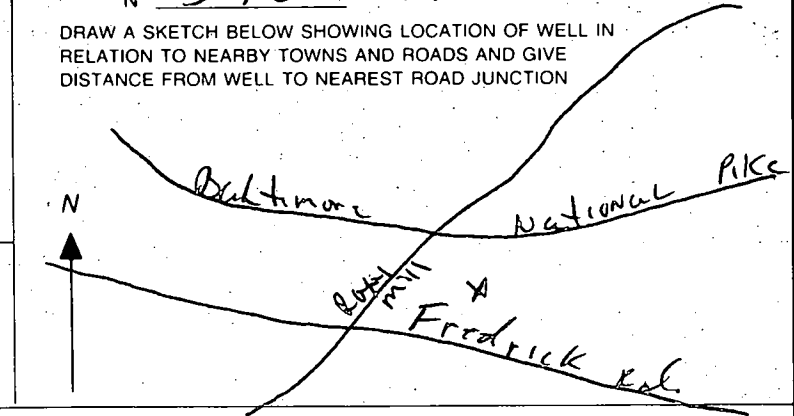 N
DRAW A SKETCH BELOW SHOWING LOCATION OF WELL IN
RELATION TO NEARBY TOWNS AND ROADS AND GIVE
DISTANCE FROM WELL TO NEAREST ROAD JUNCTION
Baltimore National Pike
N
mill
Fredrick Rd.